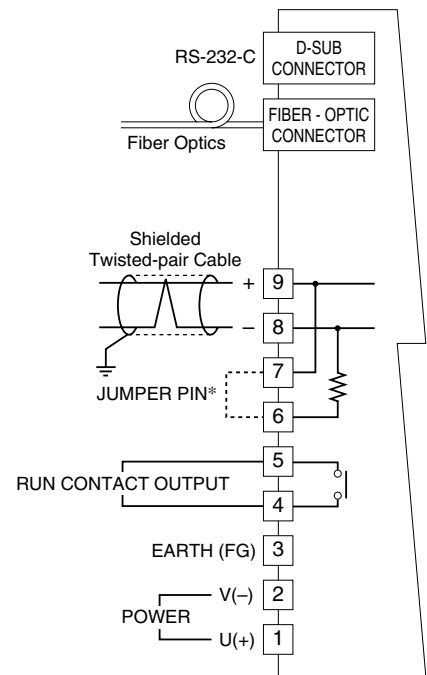 RS-232-C
D-SUB
CONNECTOR
FIBER - OPTIC
CONNECTOR
Fiber Optics
Shielded
Twisted-pair Cable
+ 9
– 8
7
JUMPER PIN*
6
5
RUN CONTACT OUTPUT
4
EARTH (FG) 3
V(–) 2
POWER
U(+) 1